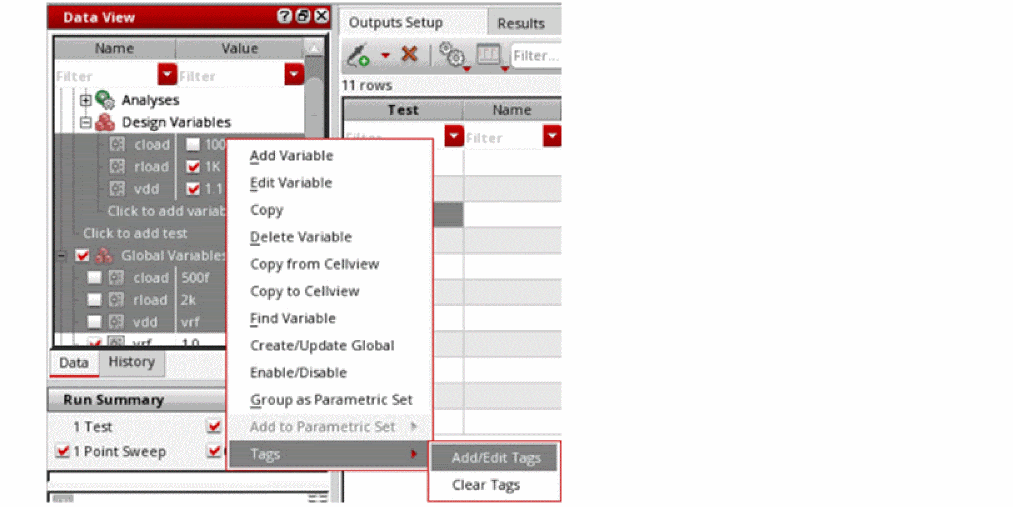 Data View
Name Value
Filter Filter
Analyses
Design Variables
cload 100
rload 1K
vdd 1.1
Click to add variab
Click to add test
Global Variables
cload 500f
rload 2k
vdd vrf
vrf 1.0
Data History
Run Summary
1 Test
1 Point Sweep
Outputs Setup Results
Filter...
11 rows
Test Name
Filter Filter
Add Variable
Edit Variable
Copy
Delete Variable
Copy from Cellview
Copy to Cellview
Find Variable
Create/Update Global
Enable/Disable
Group as Parametric Set
Add to Parametric Set
Tags
Add/Edit Tags
Clear Tags